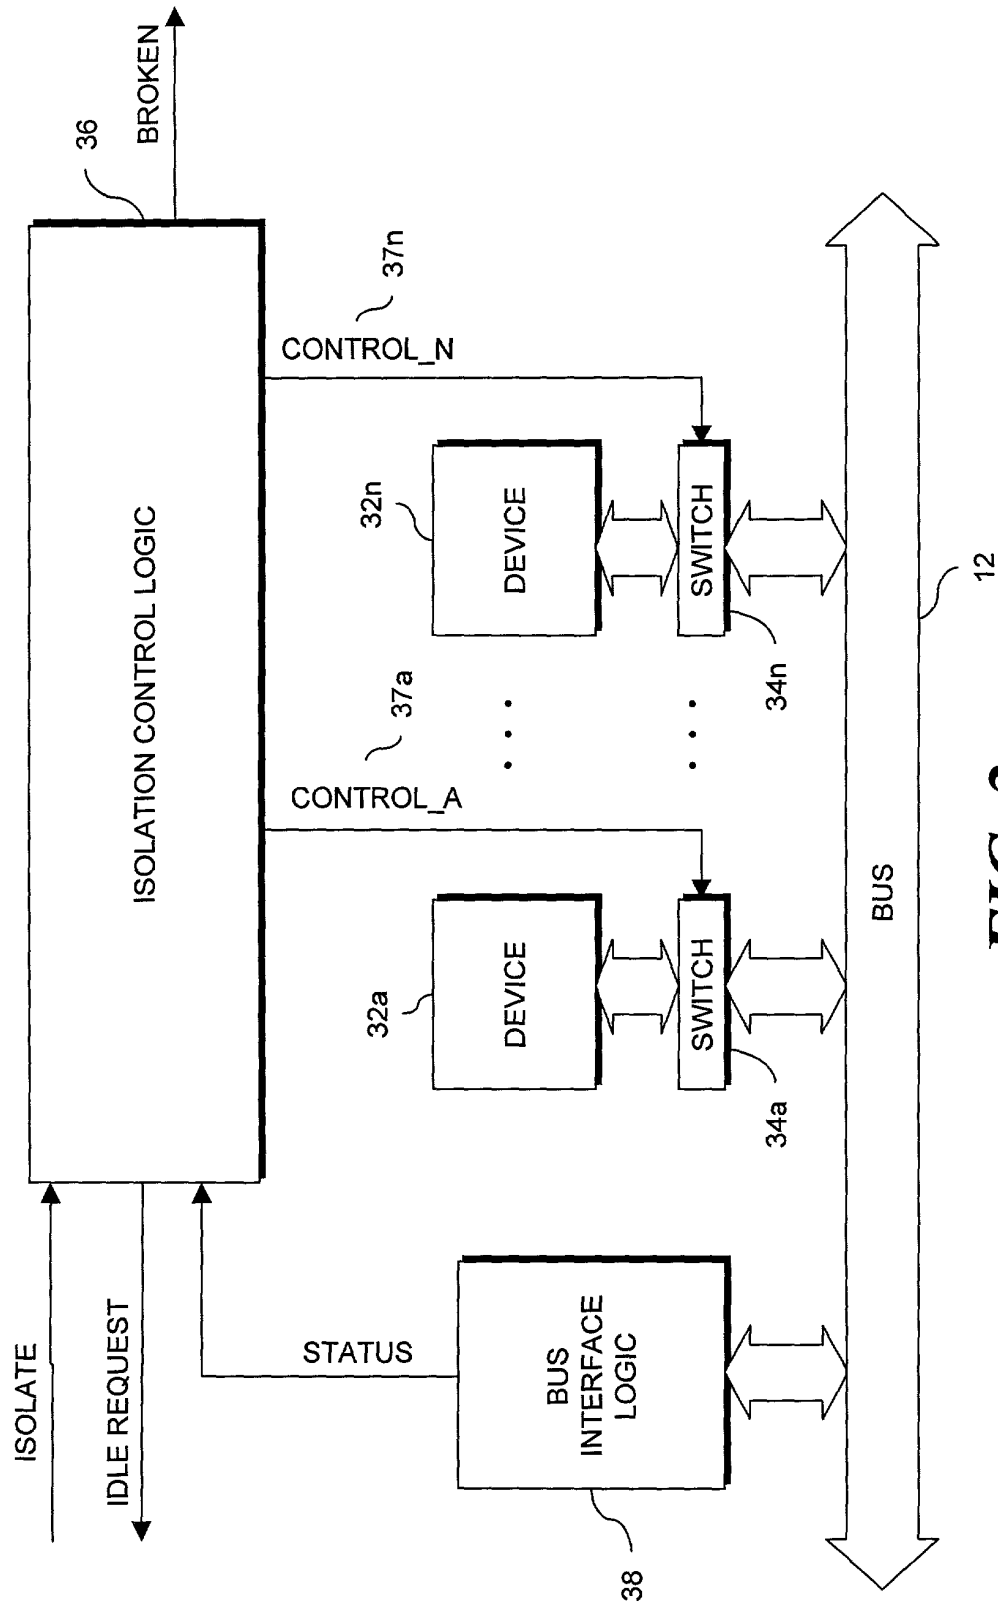 ISOLATE
IDLE REQUEST
ISOLATION CONTROL LOGIC
36
BROKEN
STATUS
CONTROL_A
37a
CONTROL_N
37n
32a
DEVICE
32n
DEVICE
38
BUS
INTERFACE
LOGIC
SWITCH
34a
SWITCH
34n
BUS
12
FIG.